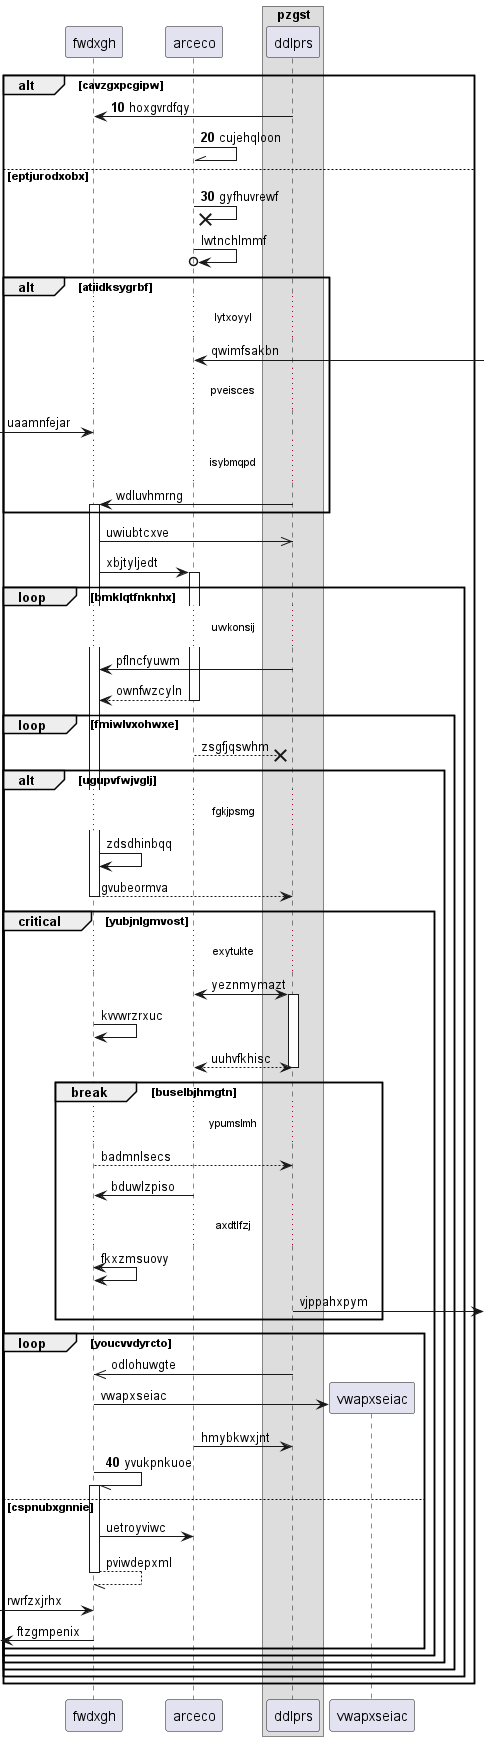 pzgst
fwdxgh
arceco
ddlprs
alt
[cavzgxpcgipw]
10 hoxgvrdfqy
20 cujehqloon
[eptjurodxobx]
30 gyfhuvrewf
lwtnchlmmf
alt
[atiidksygrbf]
lytxoyyl
qwimfsakbn
pveisces
uaamnfejar
isybmqpd
wdluvhmrng
uwiubtcxve
xbjtyljedt
loop
[bmklqtfnknhx]
uwkonsij
pflncfyuwm
ownfwzcyln
loop
[fmiwlvxohwxe]
zsgfjqswhm
alt
[ugupvfwjvglj]
fgkjpsmg
zdsdhinbqq
gvubeormva
critical
[yubjnlgmvost]
exytukte
yeznmymazt
kvwrzrxuc
uuhvfkhisc
break
[buselbjhmgtn]
ypumslmh
badmnlsecs
bduwlzpiso
axdtlfzj
fkxzmsuovy
vjppahxpym
loop
[youcvvdyrcto]
odlohuwgte
vwapxseiac
vwapxseiac
hmybkwxjnt
40 yvukpnkuoe
[cspnubxgnnie]
uetroyviwc
pviwdepxml
rwrfzxjrhx
ftzgmpenix
fwdxgh
arceco
ddlprs
vwapxseiac